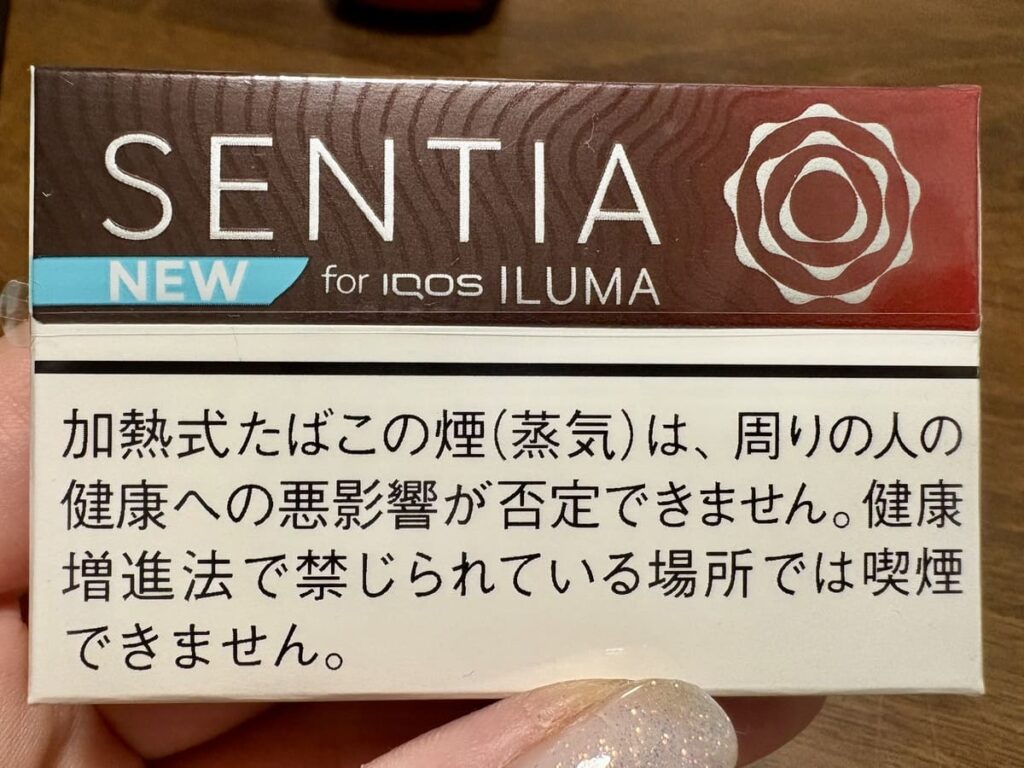 SENTIA
NEW for IQOS ILUMA
加熱式たばこの煙(蒸気)は、周りの人の
健康への悪影響が否定できません。健康
増進法で禁じられている場所では喫煙
できません。